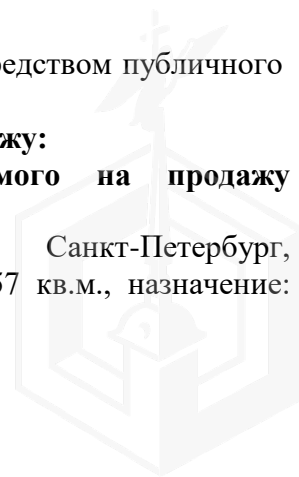 редством публичного
жу:
мого на продажу
Санкт-Петербург,
57 кв.м., назначение: